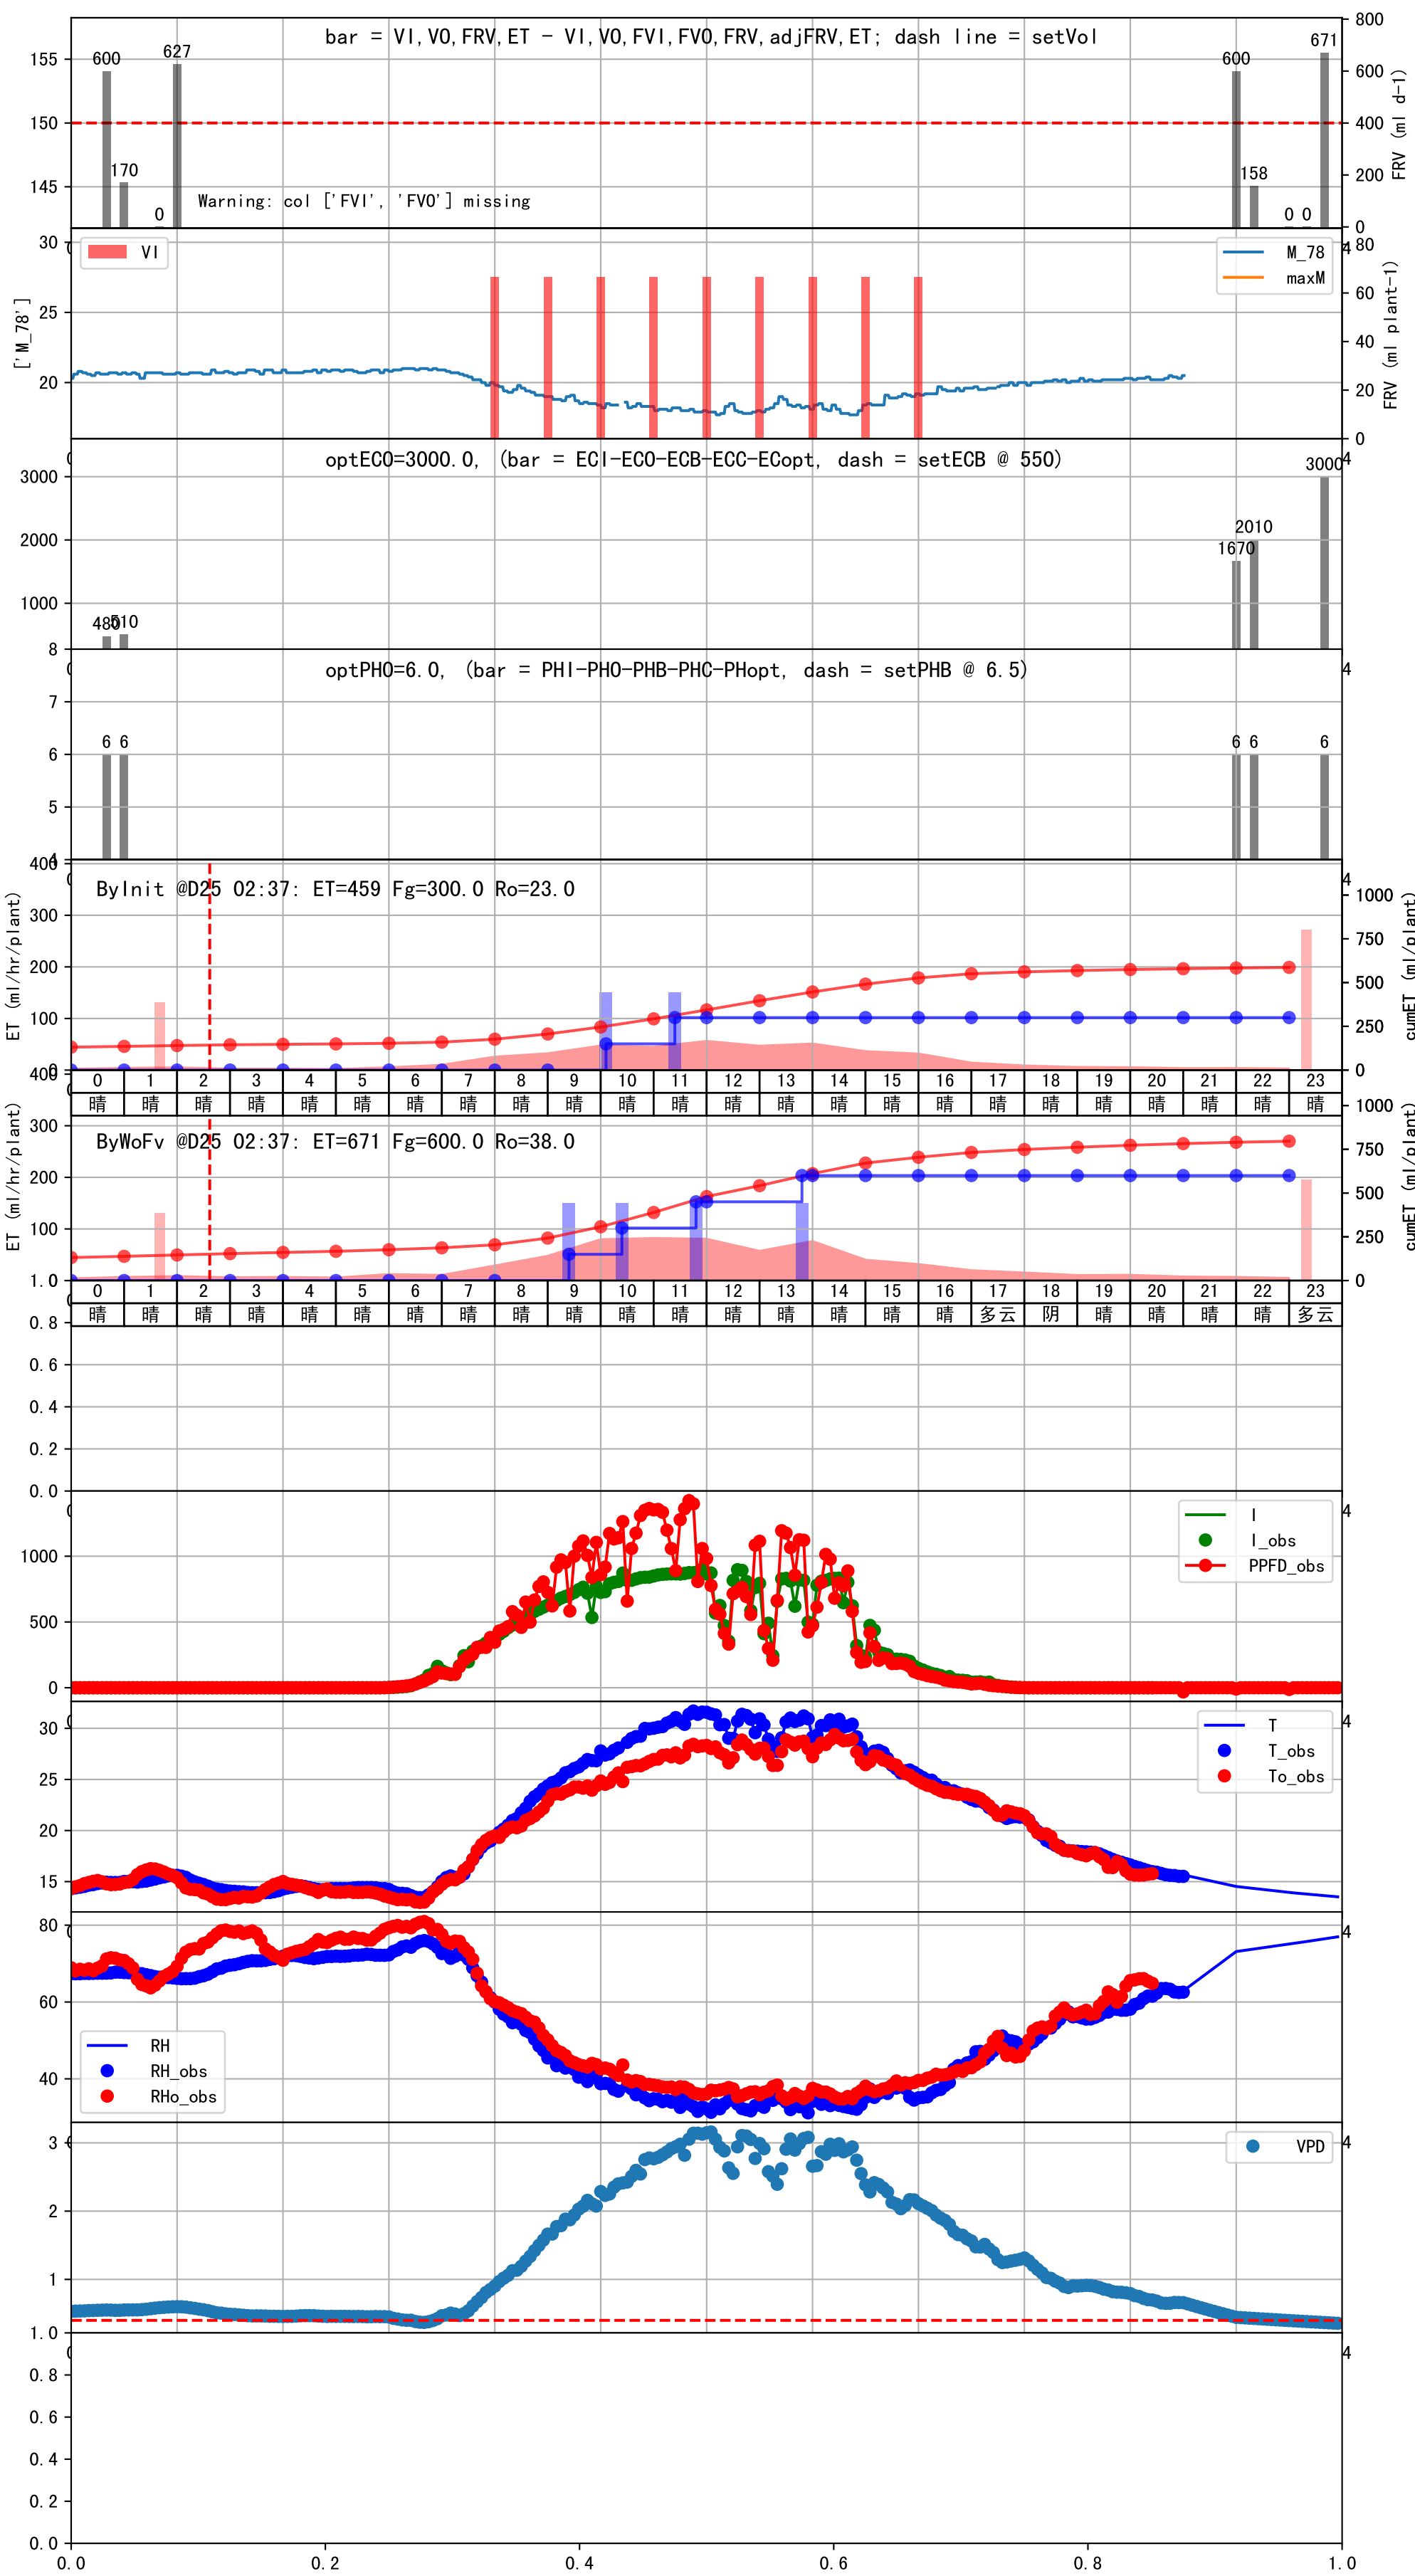 bar = VI,VO,FRV,ET - VI,VO,FVI,FVO,FRV,adjFRV,ET; dash line = setVol
155
150
145
600
170
0
627
600
158
0 0
671
800
600
400
200
0
FRV (ml d-1)
Warning: col ['FVI', 'FVO'] missing
30
25
20
['M_78']
VI
M_78
maxM
80
60
40
20
0
FRV (ml plant-1)
4
optECO=3000.0, (bar = ECI-ECO-ECB-ECC-ECopt, dash = setECB @ 550)
3000
2000
1000
480
510
1670
2010
3000
4
optPHO=6.0, (bar = PHI-PHO-PHB-PHC-PHopt, dash = setPHB @ 6.5)
8
7
6
5
4
6 6
6 6
6
4
ByInit @D25 02:37: ET=459 Fg=300.0 Ro=23.0
400
300
200
100
0
ET (ml/hr/plant)
1000
750
500
250
0
cumET (ml/plant)
0 1 2 3 4 5 6 7 8 9 10 11 12 13 14 15 16 17 18 19 20 21 22 23
晴 晴 晴 晴 晴 晴 晴 晴 晴 晴 晴 晴 晴 晴 晴 晴 晴 晴 晴 晴 晴 晴 晴 晴
ByWoFv @D25 02:37: ET=671 Fg=600.0 Ro=38.0
400
300
200
100
ET (ml/hr/plant)
1000
750
500
250
0
cumET (ml/plant)
0 1 2 3 4 5 6 7 8 9 10 11 12 13 14 15 16 17 18 19 20 21 22 23
晴 晴 晴 晴 晴 晴 晴 晴 晴 晴 晴 晴 晴 晴 晴 晴 晴 多云 阴 晴 晴 晴 晴 多云
1.0
0.8
0.6
0.4
0.2
0.0
1000
500
0
I
I_obs
PPFD_obs
4
30
25
20
15
T
T_obs
To_obs
4
80
60
40
RH
RH_obs
RHo_obs
4
3
2
1
VPD
4
1.0
0.8
0.6
0.4
0.2
0.0
4
0.0 0.2 0.4 0.6 0.8 1.0